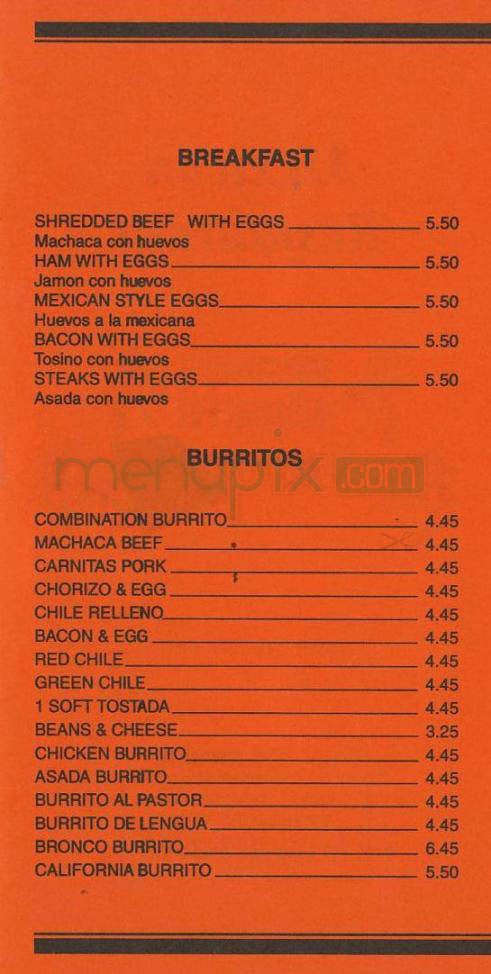 BREAKFAST
SHREDDED BEEF WITH EGGS 5.50
Machaca con huevos
HAM WITH EGGS 5.50
Jamon con huevos
MEXICAN STYLE EGGS 5.50
Huevos a la mexicana
BACON WITH EGGS 5.50
Tosino con huevos
STEAKS WITH EGGS 5.50
Asada con huevos
BURRITOS
menupix.com
COMBINATION BURRITO 4.45
MACHACA BEEF 4.45
CARNITAS PORK 4.45
CHORIZO & EGG 4.45
CHILE RELLENO 4.45
BACON & EGG 4.45
RED CHILE 4.45
GREEN CHILE 4.45
1 SOFT TOSTADA 4.45
BEANS & CHEESE 3.25
CHICKEN BURRITO 4.45
ASADA BURRITO 4.45
BURRITO AL PASTOR 4.45
BURRITO DE LENGUA 4.45
BRONCO BURRITO 6.45
CALIFORNIA BURRITO 5.50